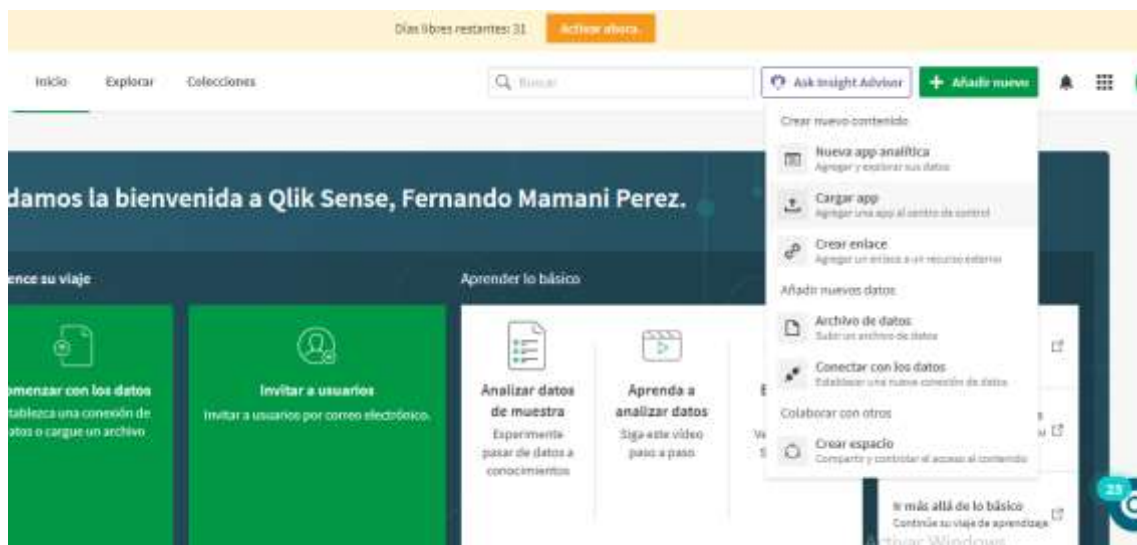 Días libres restantes: 31
Activar ahora.
Inicio
Explorar
Colecciones
Buscar
Ask Insight Advisor
+ Añadir nuevo
Crear nuevo contenido
Nueva app analítica
Agregar y explorar sus datos
Cargar app
Agregar una app al centro de control
Crear enlace
Agregar un enlace a un recurso externo
Añadir nuevos datos
Archivo de datos
Subir un archivo de datos
Conectar con los datos
Establecer una nueva conexión de datos
Colaborar con otros
Crear espacio
Compartir y controlar el acceso al contenido
damos la bienvenida a Qlik Sense, Fernando Mamani Perez.
ence su viaje
omenzar con los datos
tablezca una conexión de
atos o cargue un archivo
Invitar a usuarios
Invitar a usuarios por correo electrónico.
Aprender lo básico
Analizar datos
de muestra
Experimente
pasar de datos a
conocimientos
Aprenda a
analizar datos
Siga este vídeo
paso a paso
Ir más allá de lo básico
Continúe su viaje de aprendizaje
23
Activar Windows